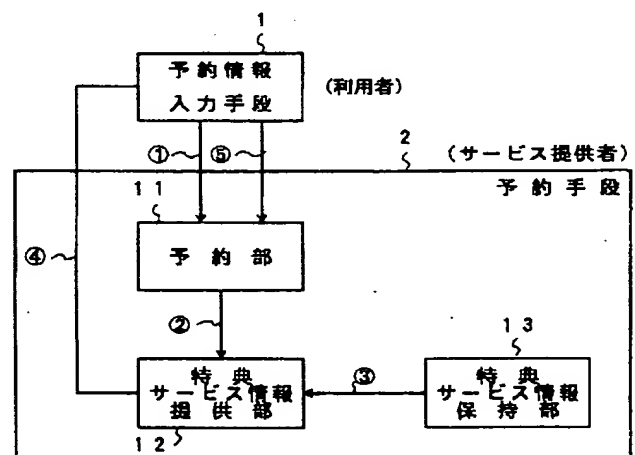 1
予約情報
入力手段
(利用者)
① ⑤
2
(サービス提供者)
予約手段
11
予約部
④
②
13
特典
サービス情報
提供部
③
特典
サービス情報
保持部
12